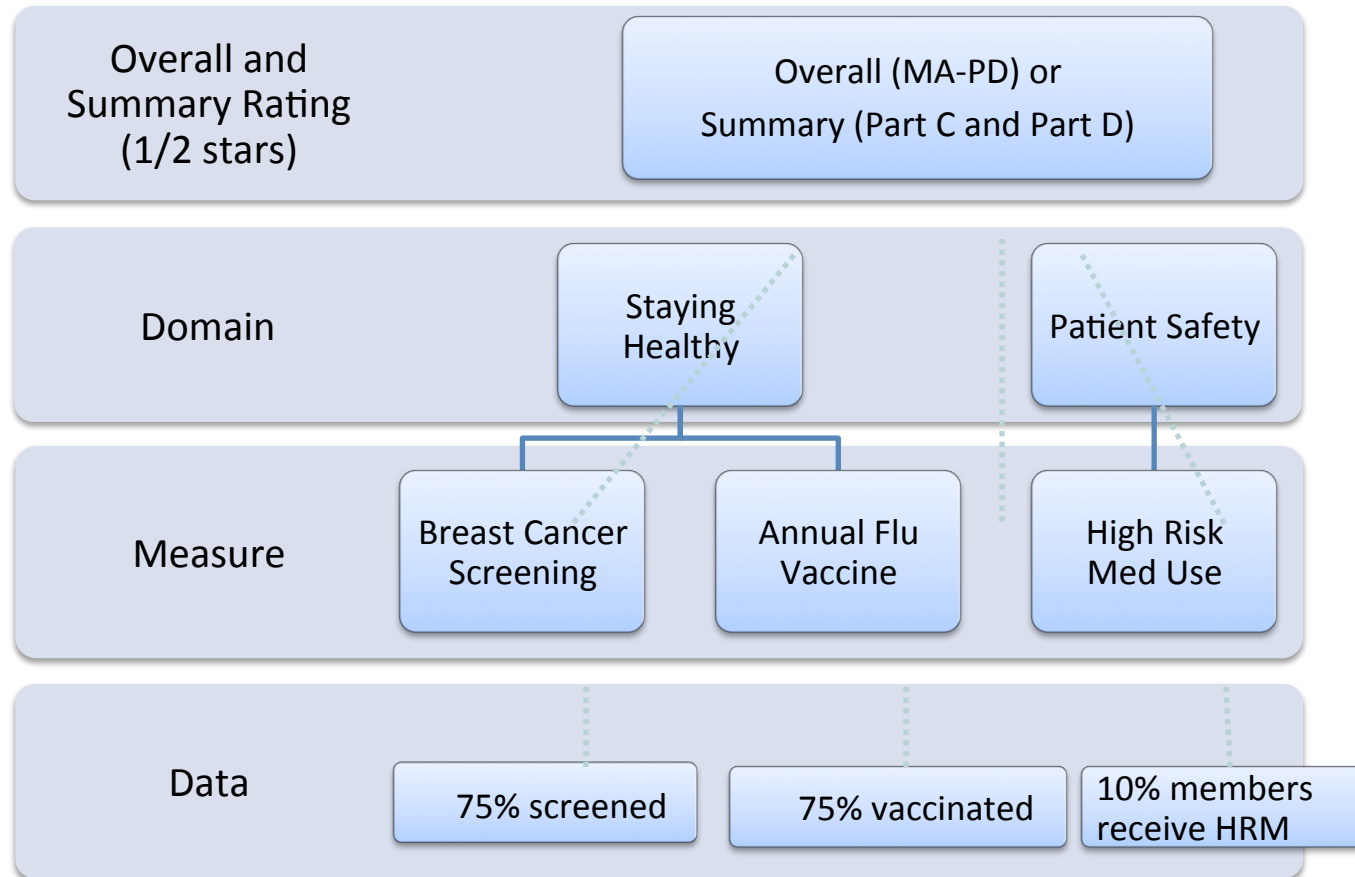 Overall and
Summary Rating
(1/2 stars)
Overall (MA-PD) or
Summary (Part C and Part D)
Domain
Staying
Healthy
Patient Safety
Measure
Breast Cancer
Screening
Annual Flu
Vaccine
High Risk
Med Use
Data
75% screened
75% vaccinated
10% members
receive HRM